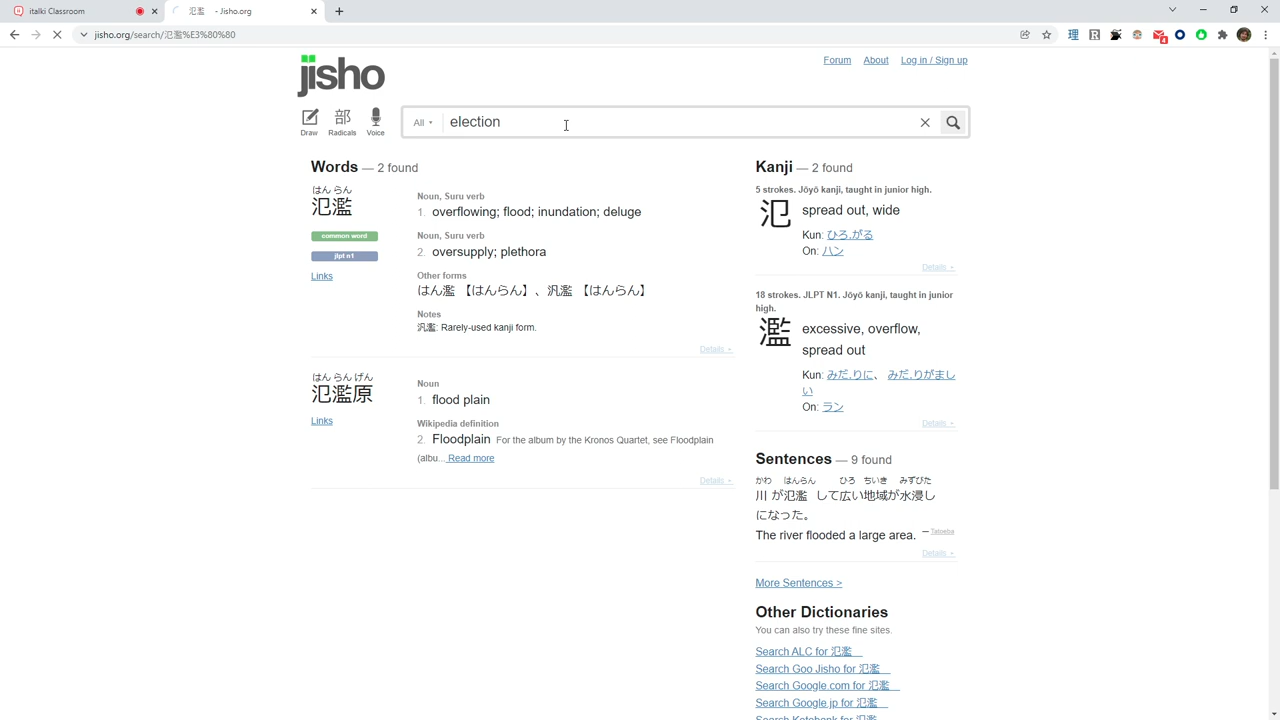 italki Classroom
氾濫 - Jisho.org
jisho.org/search/氾濫%E3%80%80
4
jisho
Forum
About
Log in / Sign up
Draw
部
Radicals
Voice
All
election
Words — 2 found
はん らん
氾濫
common word
jlpt n1
Links
Noun, Suru verb
1. overflowing; flood; inundation; deluge
Noun, Suru verb
2. oversupply; plethora
Other forms
はん濫 【はんらん】、汎濫 【はんらん】
Notes
汎濫: Rarely-used kanji form.
Details
はん らん げん
氾濫原
Links
Noun
1. flood plain
Wikipedia definition
2. Floodplain For the album by the Kronos Quartet, see Floodplain
(albu... Read more
Details
Kanji — 2 found
5 strokes. Jōyō kanji, taught in junior high.
氾
spread out, wide
Kun: ひろ.がる
On: ハン
Details
18 strokes. JLPT N1. Jōyō kanji, taught in junior
high.
濫
excessive, overflow,
spread out
Kun: みだ.りに、 みだ.りがまし
い
On: ラン
Details
Sentences — 9 found
かわ はんらん ひろ ちいき みずびた
川 が氾濫 して広い地域が水浸し
になった。
The river flooded a large area. — Tatoeba
Details
More Sentences >
Other Dictionaries
You can also try these fine sites.
Search ALC for 氾濫
Search Goo Jisho for 氾濫
Search Google.com for 氾濫
Search Google jp for 氾濫
Search Kotobank for 氾濫